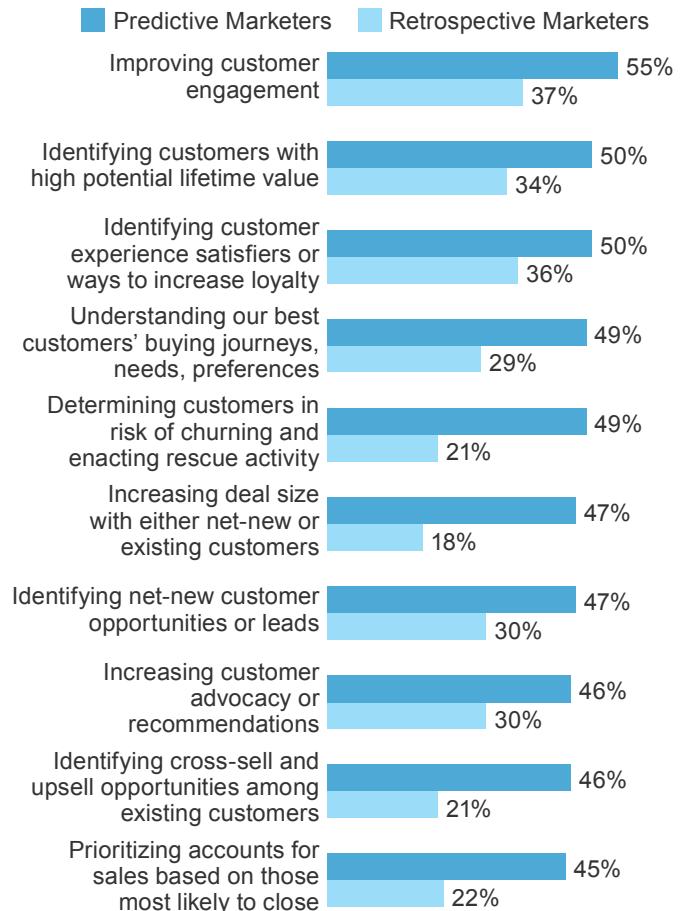 Predictive Marketers Retrospective Marketers
Improving customer
engagement
55%
37%
Identifying customers with
high potential lifetime value
50%
34%
Identifying customer
experience satisfiers or
ways to increase loyalty
50%
36%
Understanding our best
customers’ buying journeys,
needs, preferences
49%
29%
Determining customers in
risk of churning and
enacting rescue activity
49%
21%
Increasing deal size
with either net-new or
existing customers
47%
18%
Identifying net-new customer
opportunities or leads
47%
30%
Increasing customer
advocacy or
recommendations
46%
30%
Identifying cross-sell and
upsell opportunities among
existing customers
46%
21%
Prioritizing accounts for
sales based on those
most likely to close
45%
22%